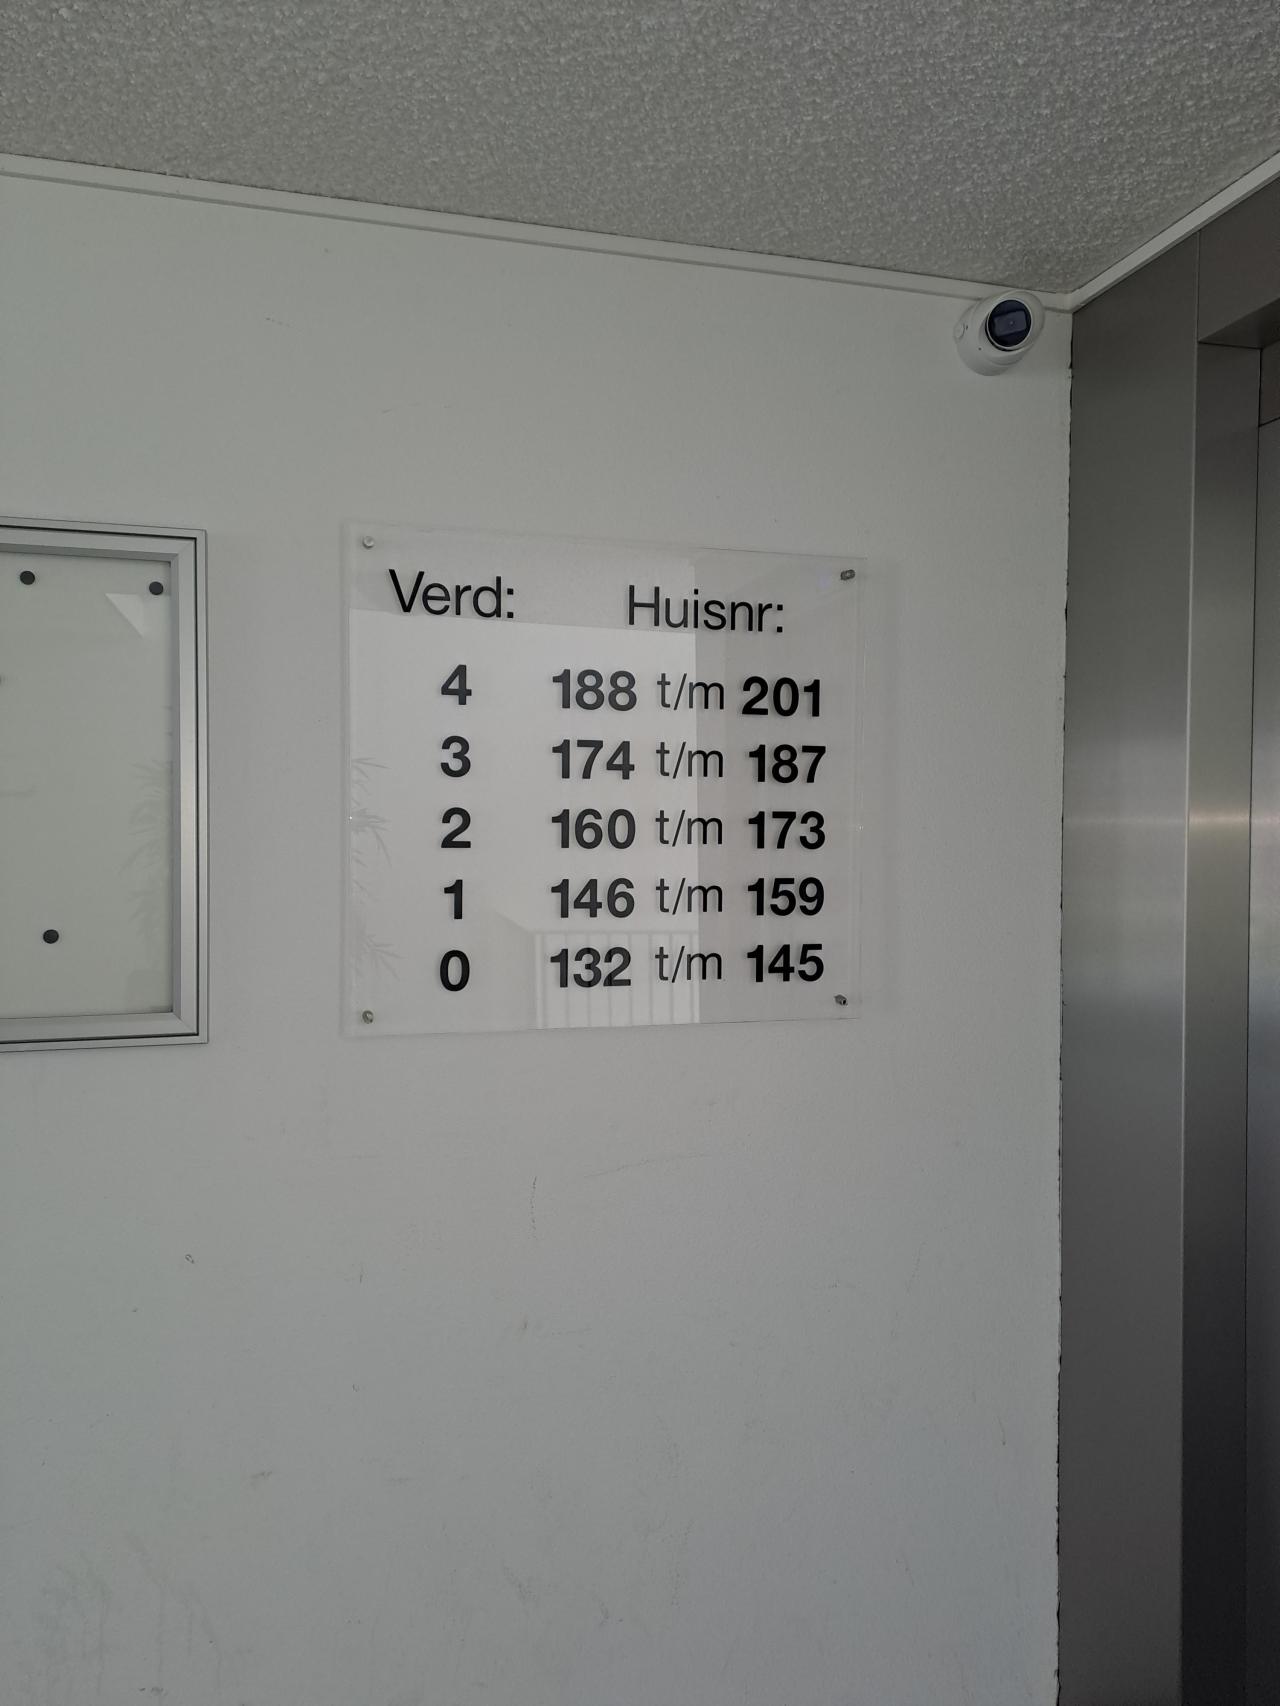 Verd: Huisnr:
4 188 t/m 201
3 174 t/m 187
2 160 t/m 173
1 146 t/m 159
0 132 t/m 145